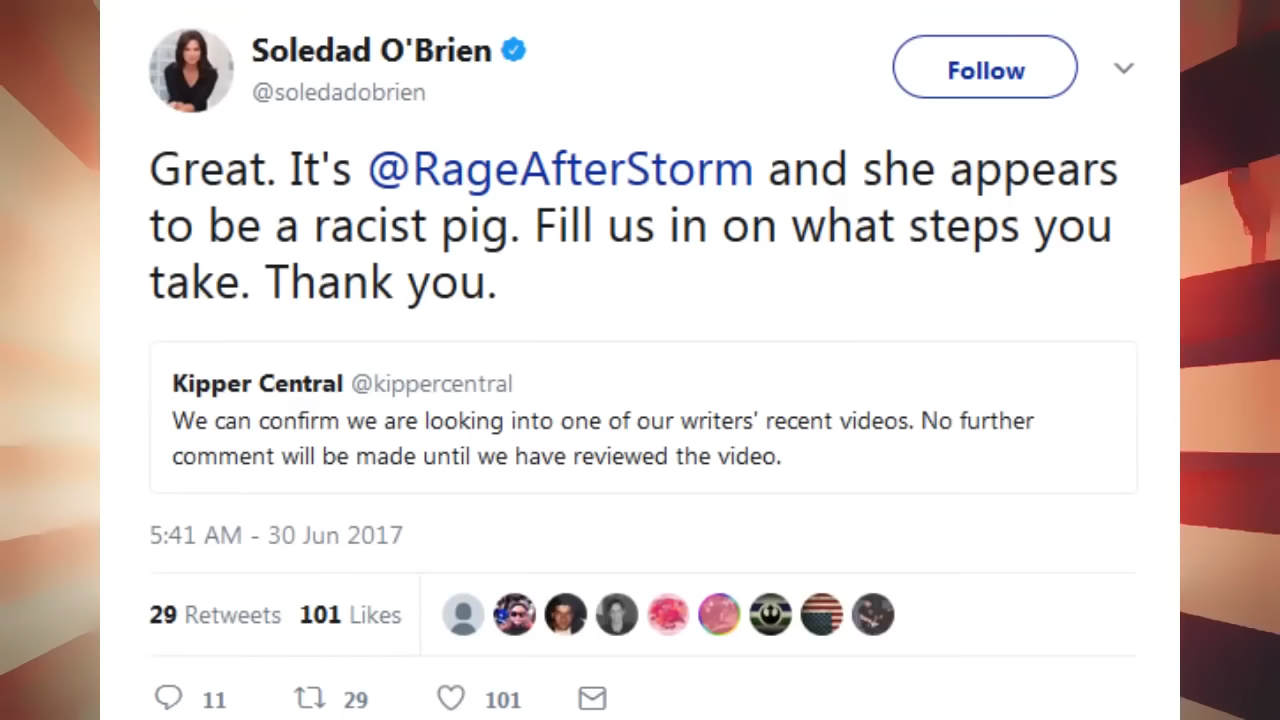 Soledad O'Brien
@soledadobrien
Follow
Great. It's @RageAfterStorm and she appears
to be a racist pig. Fill us in on what steps you
take. Thank you.
Kipper Central @kippercentral
We can confirm we are looking into one of our writers' recent videos. No further
comment will be made until we have reviewed the video.
5:41 AM - 30 Jun 2017
29 Retweets 101 Likes
11 29 101